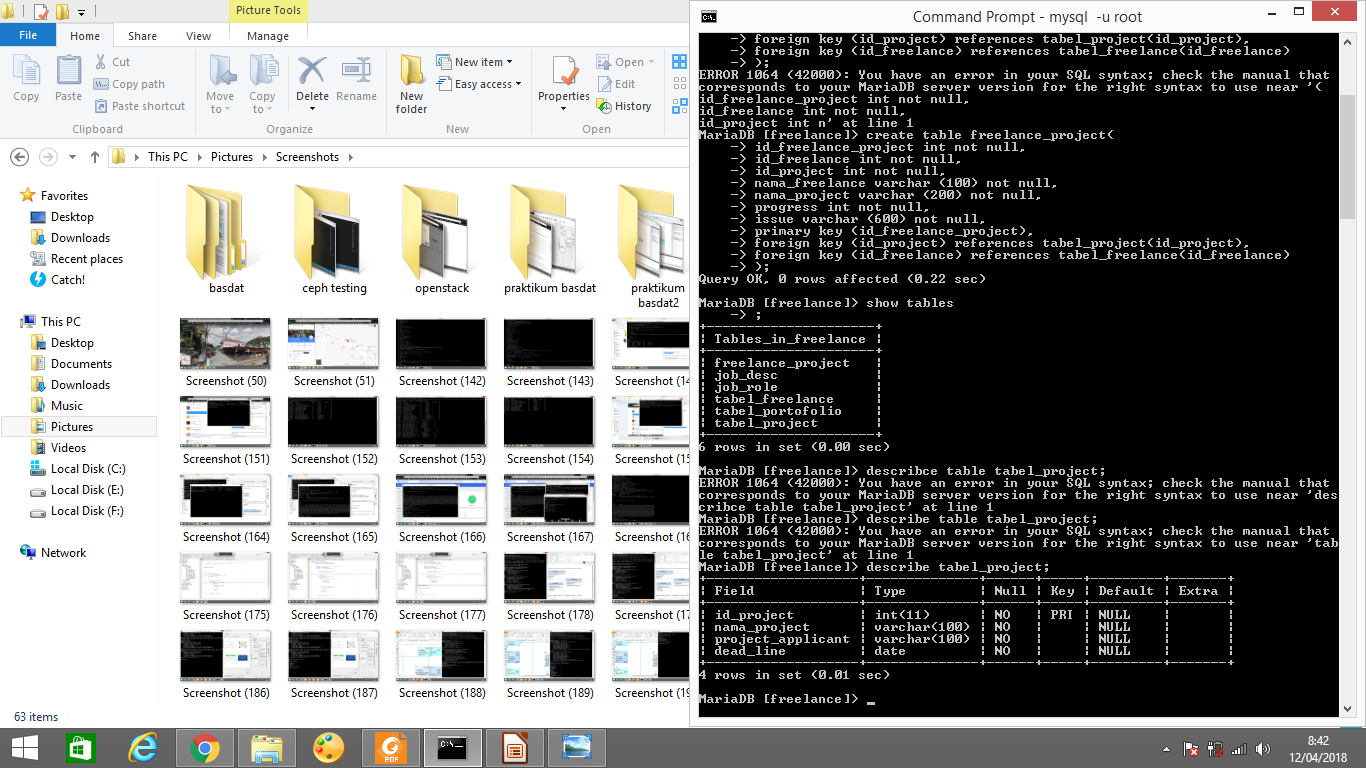 Picture Tools
File
Home
Share
View
Manage
Copy
Paste
Cut
Copy path
Paste shortcut
Clipboard
Move to
Copy to
Delete
Rename
Organize
New folder
New item
Easy access
New
Properties
Open
Edit
History
Open
This PC
Pictures
Screenshots
Favorites
Desktop
Downloads
Recent places
Catch!
This PC
Desktop
Documents
Downloads
Music
Pictures
Videos
Local Disk (C:)
Local Disk (E:)
Local Disk (F:)
Network
basdat
ceph testing
openstack
praktikum basdat
praktikum basdat2
Screenshot (50)
Screenshot (51)
Screenshot (142)
Screenshot (143)
Screenshot (14
Screenshot (151)
Screenshot (152)
Screenshot (153)
Screenshot (154)
Screenshot (15
Screenshot (164)
Screenshot (165)
Screenshot (166)
Screenshot (167)
Screenshot (16
Screenshot (175)
Screenshot (176)
Screenshot (177)
Screenshot (178)
Screenshot (17
Screenshot (186)
Screenshot (187)
Screenshot (188)
Screenshot (189)
Screenshot (19
63 items
Command Prompt - mysql  -u root
-> foreign key (id_project) references tabel_project(id_project),
-> foreign key (id_freelance) references tabel_freelance(id_freelance)
-> );
ERROR 1064 (42000): You have an error in your SQL syntax; check the manual that
corresponds to your MariaDB server version for the right syntax to use near '(
id_freelance_project int not null,
id_freelance int not null,
id_project int n' at line 1
MariaDB [freelance]> create table freelance_project(
-> id_freelance_project int not null,
-> id_freelance int not null,
-> id_project int not null,
-> nama_freelance varchar (100) not null,
-> nama_project varchar (200) not null,
-> progress int not null,
-> issue varchar (600) not null,
-> primary key (id_freelance_project),
-> foreign key (id_project) references tabel_project(id_project),
-> foreign key (id_freelance) references tabel_freelance(id_freelance)
-> );
Query OK, 0 rows affected (0.22 sec)
MariaDB [freelance]> show tables
-> ;
+---------------------+
| Tables_in_freelance |
+---------------------+
| freelance_project   |
| job_desc            |
| job_role            |
| tabel_freelance     |
| tabel_portofolio    |
| tabel_project       |
+---------------------+
6 rows in set (0.00 sec)
MariaDB [freelance]> describce table tabel_project;
ERROR 1064 (42000): You have an error in your SQL syntax; check the manual that
corresponds to your MariaDB server version for the right syntax to use near 'des
cribce table tabel_project' at line 1
MariaDB [freelance]> describe table tabel_project;
ERROR 1064 (42000): You have an error in your SQL syntax; check the manual that
corresponds to your MariaDB server version for the right syntax to use near 'tab
le tabel_project' at line 1
MariaDB [freelance]> describe tabel_project;
+-------------------+--------------+------+-----+---------+-------+
| Field             | Type         | Null | Key | Default | Extra |
+-------------------+--------------+------+-----+---------+-------+
| id_project        | int(11)      | NO   | PRI | NULL    |       |
| nama_project      | varchar(100) | NO   |     | NULL    |       |
| project_applicant | varchar(100) | NO   |     | NULL    |       |
| dead_line         | date         | NO   |     | NULL    |       |
+-------------------+--------------+------+-----+---------+-------+
4 rows in set (0.01 sec)
MariaDB [freelance]> _
PDF
8:42
12/04/2018